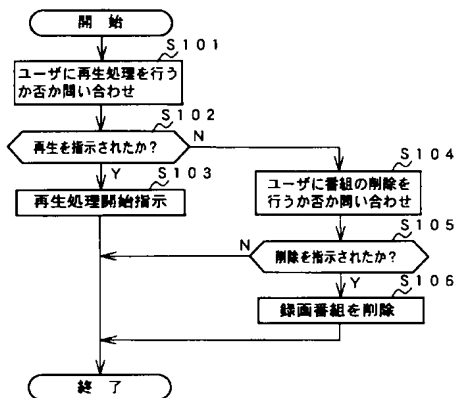 開始
S101
ユーザに再生処理を行う
か否か問い合わせ
S102
再生を指示されたか?
N
Y
S103
再生処理開始指示
S104
ユーザに番組の削除を
行うか否か問い合わせ
S105
削除を指示されたか?
N
Y
S106
録画番組を削除
終了